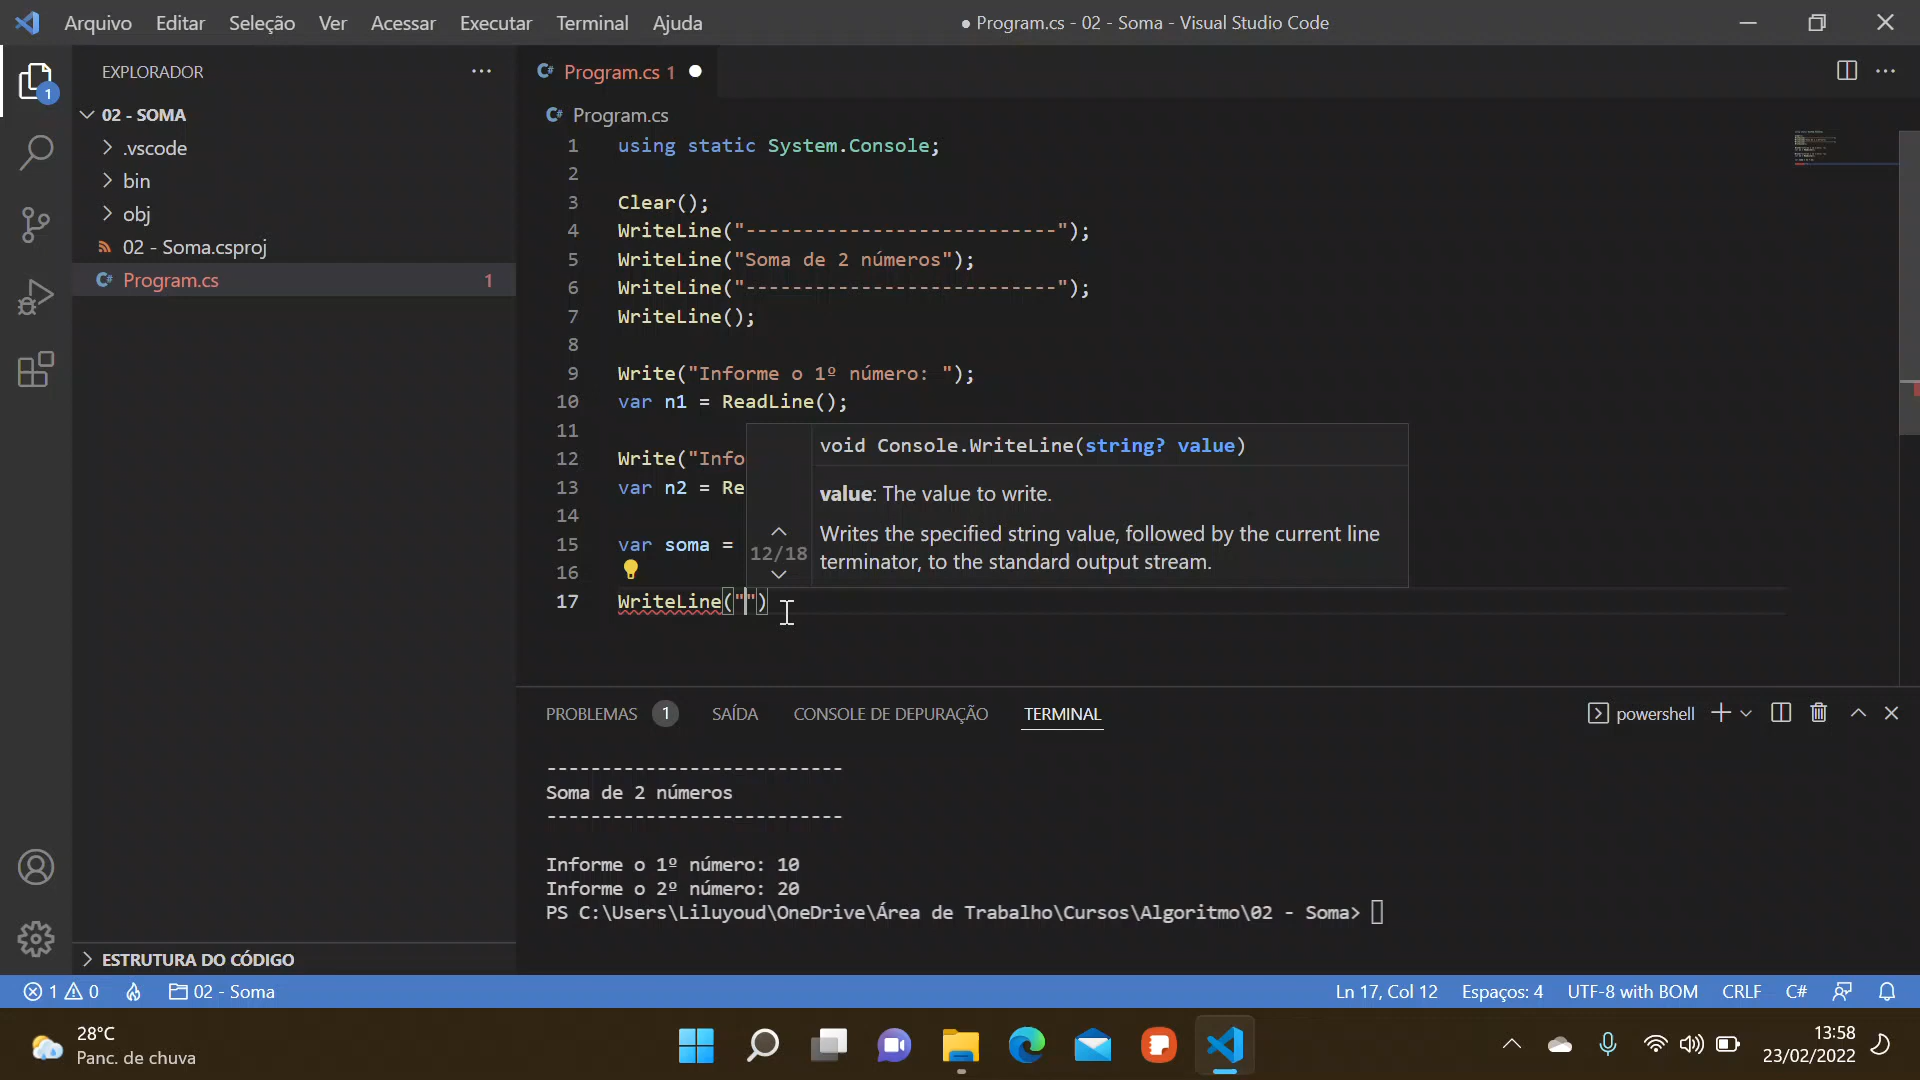 Arquivo Editar Seleção Ver Acessar Executar Terminal Ajuda
● Program.cs - 02 - Soma - Visual Studio Code
EXPLORADOR
1
02 - SOMA
.vscode
bin
obj
02 - Soma.csproj
Program.cs 1
ESTRUTURA DO CÓDIGO
Program.cs 1
Program.cs
1 using static System.Console;
2
3 Clear();
4 WriteLine("---------------------------");
5 WriteLine("Soma de 2 números");
6 WriteLine("---------------------------");
7 WriteLine();
8
9 Write("Informe o 1º número: ");
10 var n1 = ReadLine();
11
12 Write("Info
13 var n2 = Re
14
15 var soma =
16
17 WriteLine("")
void Console.WriteLine(string? value)
value: The value to write.
12/18
Writes the specified string value, followed by the current line
terminator, to the standard output stream.
PROBLEMAS 1 SAÍDA CONSOLE DE DEPURAÇÃO TERMINAL
powershell
---------------------------
Soma de 2 números
---------------------------
Informe o 1º número: 10
Informe o 2º número: 20
PS C:\Users\Liluyoud\OneDrive\Área de Trabalho\Cursos\Algoritmo\02 - Soma>
1 0 02 - Soma
Ln 17, Col 12 Espaços: 4 UTF-8 with BOM CRLF C#
28°C
Panc. de chuva
13:58
23/02/2022